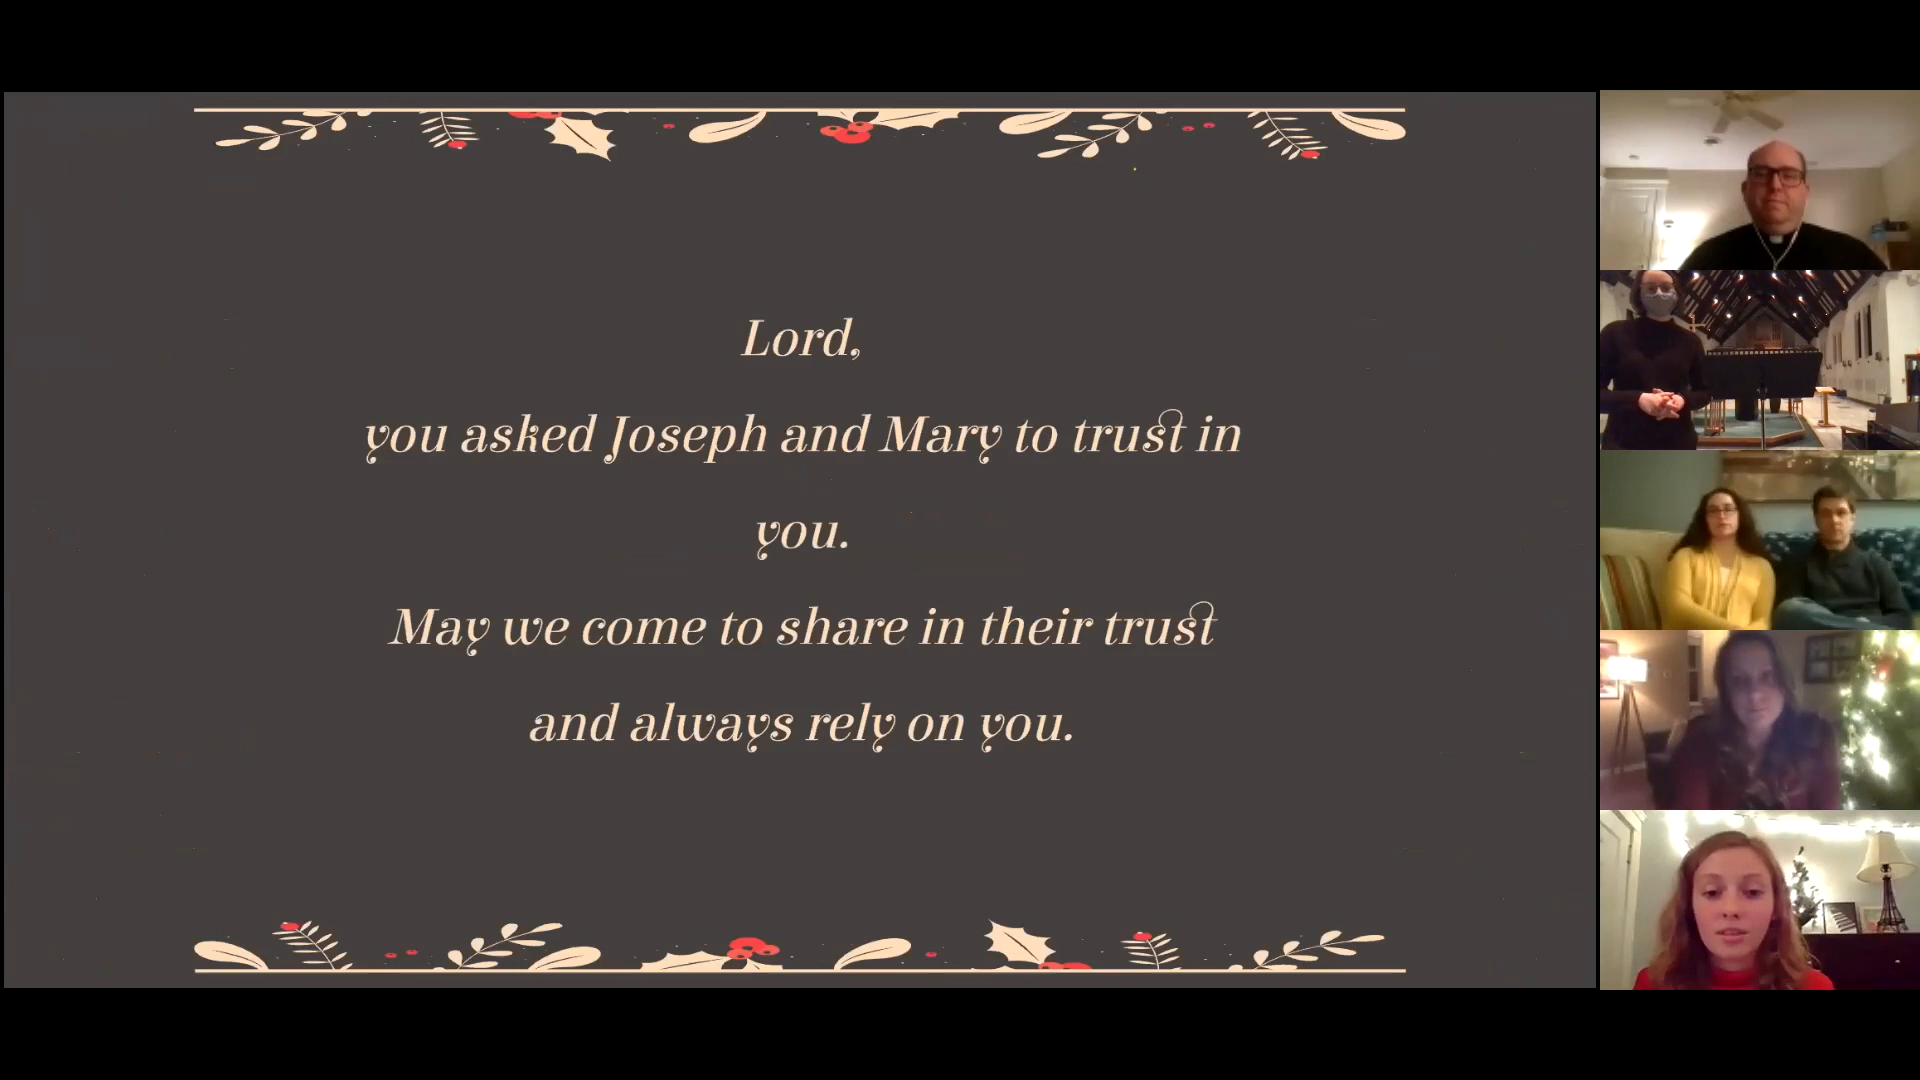 Lord,
you asked Joseph and Mary to trust in
you.
May we come to share in their trust
and always rely on you.